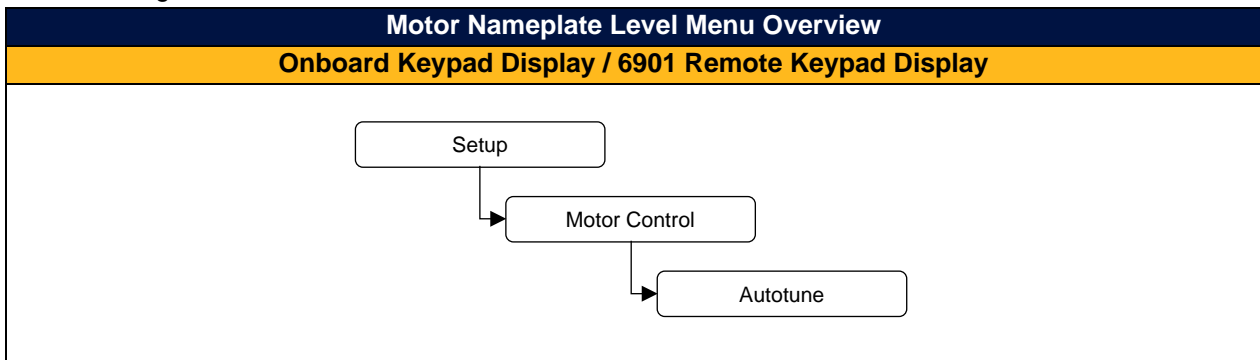 Motor Nameplate Level Menu Overview
Onboard Keypad Display / 6901 Remote Keypad Display
Setup
Motor Control
Autotune